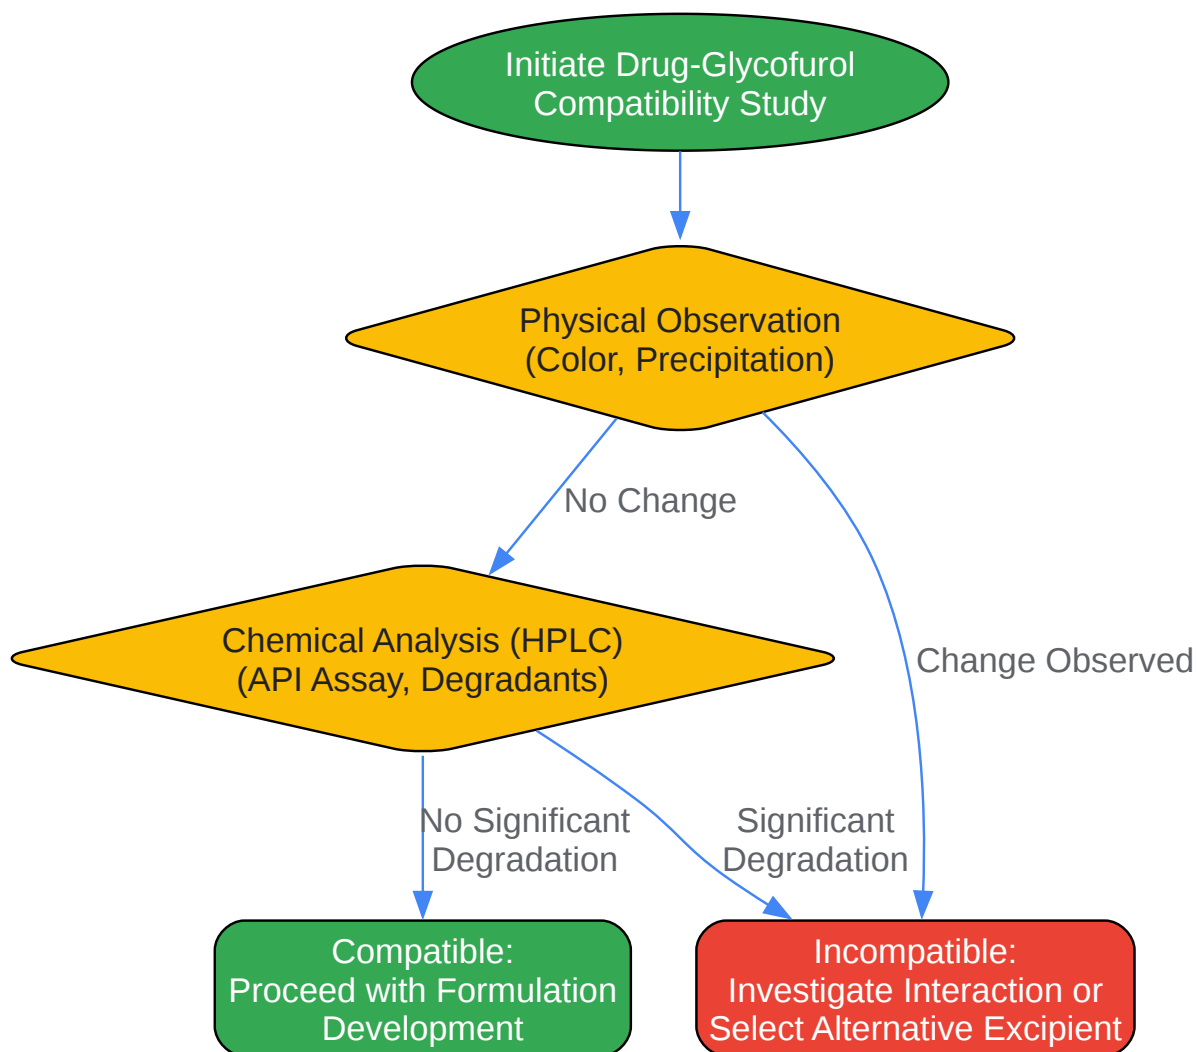 Initiate Drug-Glycofurol
Compatibility Study
Physical Observation
(Color, Precipitation)
No Change
Chemical Analysis (HPLC)
(API Assay, Degradants)
Change Observed
No Significant
Degradation
Significant
Degradation
Compatible:
Proceed with Formulation
Development
Incompatible:
Investigate Interaction or
Select Alternative Excipient